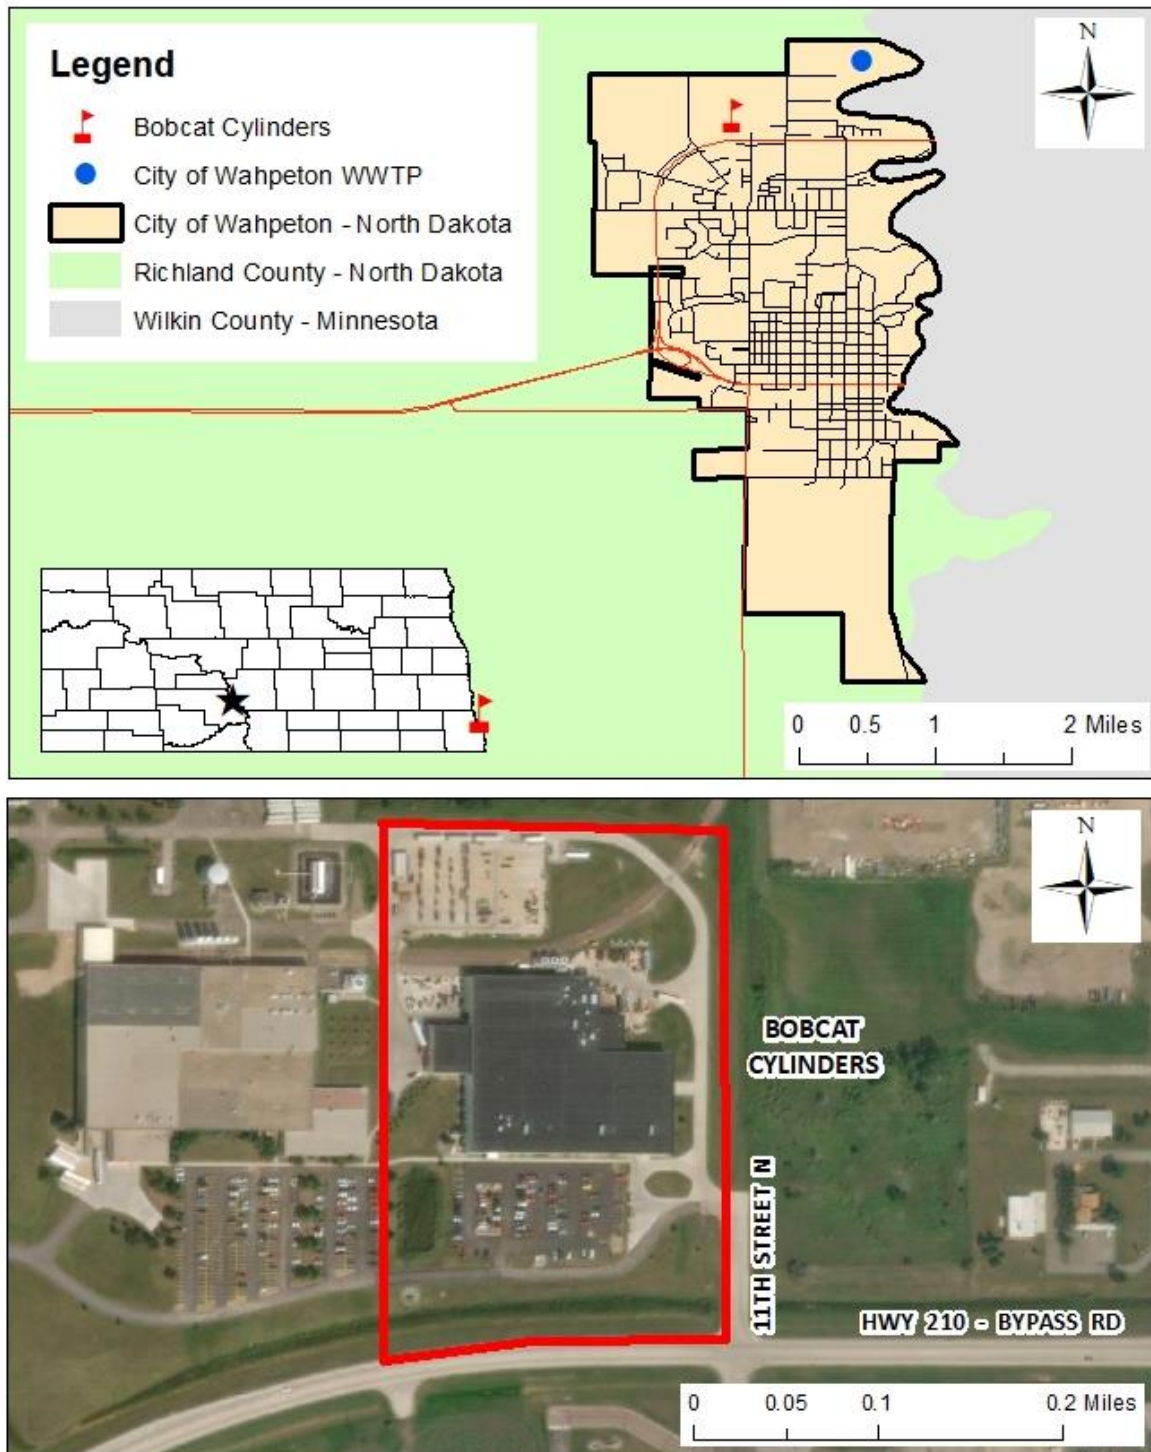 Legend
Bobcat Cylinders
City of Wahpeton WWTP
City of Wahpeton - North Dakota
Richland County - North Dakota
Wilkin County - Minnesota
N
0 0.5 1 2 Miles
N
BOBCAT
CYLINDERS
11TH STREET N
HWY 210 - BYPASS RD
0 0.05 0.1 0.2 Miles